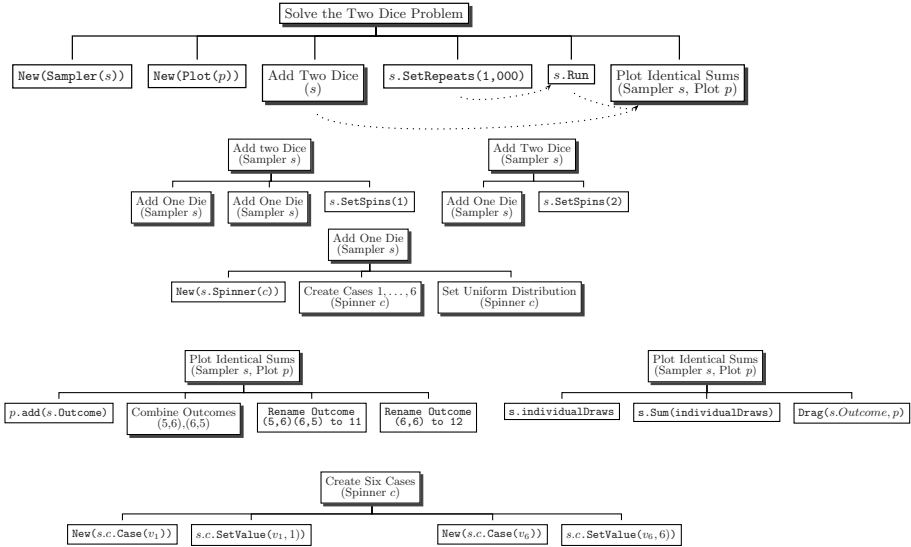 Solve the Two Dice Problem
New(Sampler(s))
New(Plot(p))
Add Two Dice
(s)
s.SetRepeats(1,000)
s.Run
Plot Identical Sums
(Sampler s, Plot p)
Add two Dice
(Sampler s)
Add One Die
(Sampler s)
Add One Die
(Sampler s)
s.SetSpins(1)
Add Two Dice
(Sampler s)
Add One Die
(Sampler s)
s.SetSpins(2)
Add One Die
(Sampler s)
New(s.Spinner(c))
Create Cases 1,...,6
(Spinner c)
Set Uniform Distribution
(Spinner c)
Plot Identical Sums
(Sampler s, Plot p)
p.add(s.Outcome)
Combine Outcomes
(5,6),(6,5)
Rename Outcome
(5,6)(6,5) to 11
Rename Outcome
(6,6) to 12
Plot Identical Sums
(Sampler s, Plot p)
s.individualDraws
s.Sum(individualDraws)
Drag(s.Outcome, p)
Create Six Cases
(Spinner c)
New(s.c.Case(v₁))
s.c.SetValue(v₁, 1))
New(s.c.Case(v₆))
s.c.SetValue(v₆, 6))